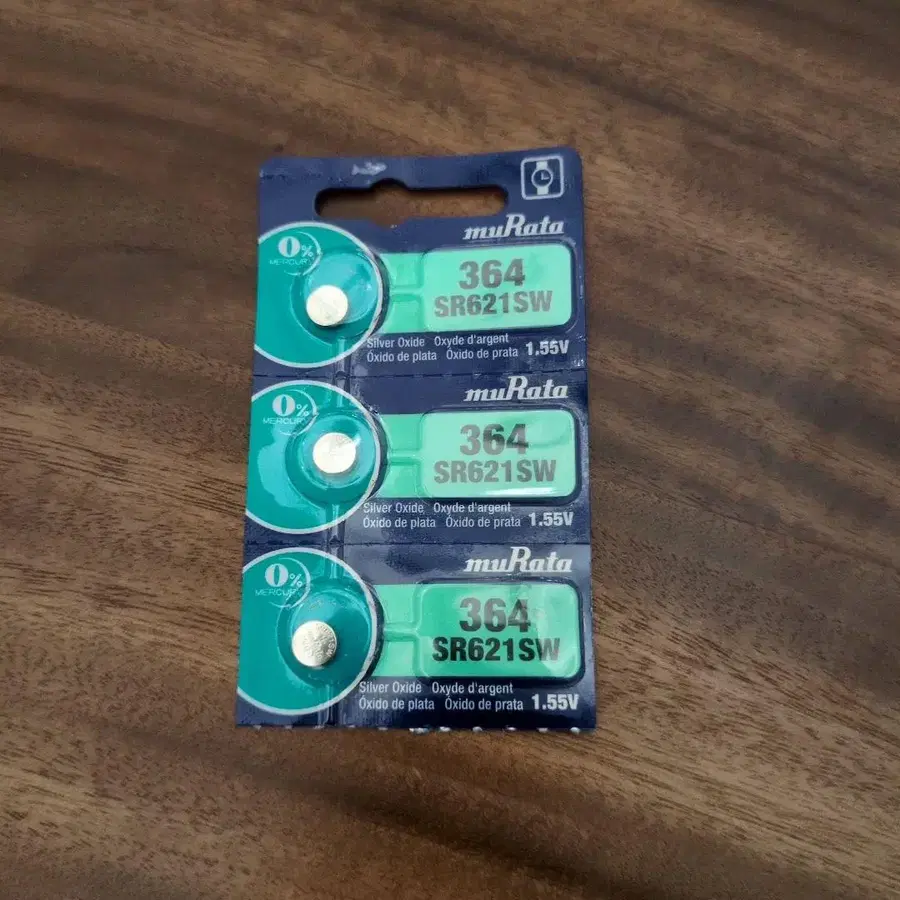 muRata
0%
MERCURY
364
SR621SW
Silver Oxide Oxyde d'argent
Óxido de plata Óxido de prata 1.55V
muRata
0%
MERCURY
364
SR621SW
Silver Oxide Oxyde d'argent
Óxido de plata Óxido de prata 1.55V
muRata
0%
MERCURY
364
SR621SW
Silver Oxide Oxyde d'argent
Óxido de plata Óxido de prata 1.55V